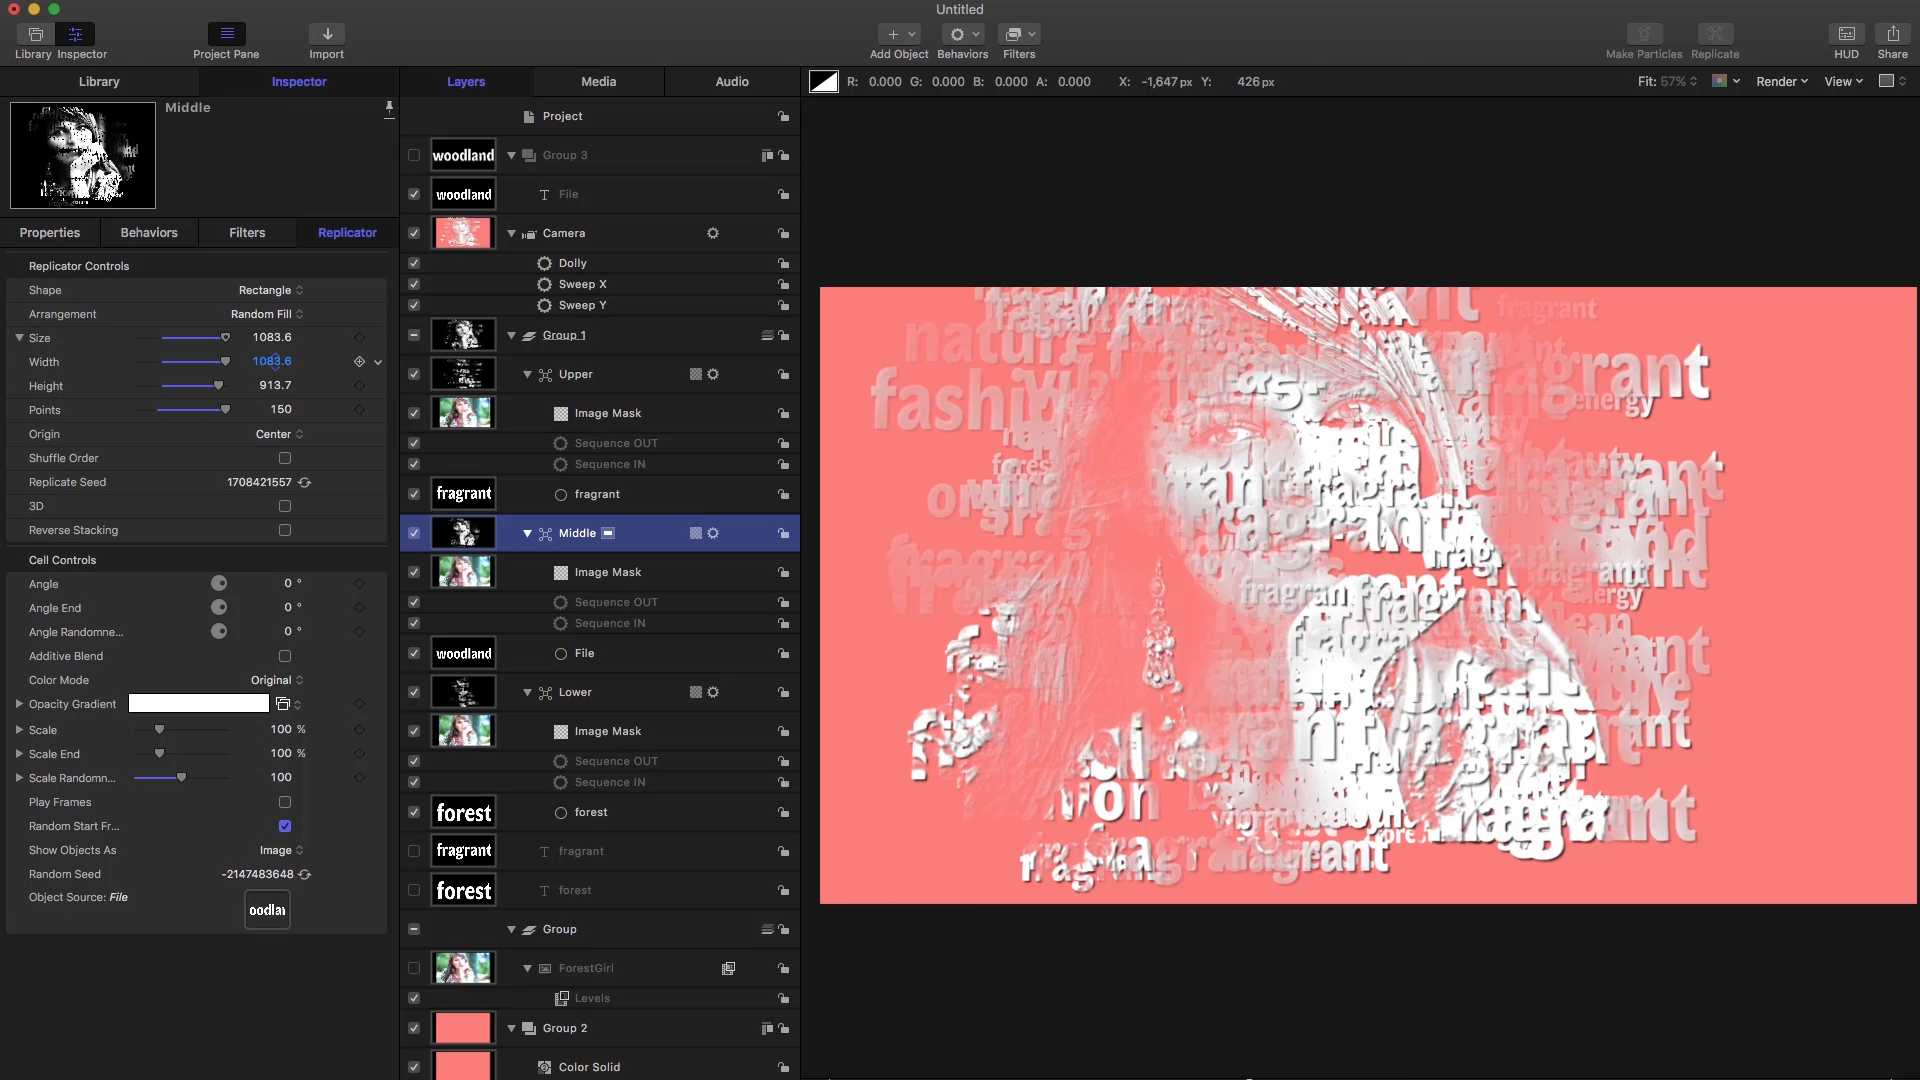 Untitled
Library Inspector Project Pane Import Add Object Behaviors Filters Make Particles Replicate HUD Share
Library Inspector Layers Media Audio R: 0.000 G: 0.000 B: 0.000 A: 0.000 X: -1,647 px Y: 426 px Fit: 57% Render View
Middle
Properties Behaviors Filters Replicator
Replicator Controls
Shape Rectangle
Arrangement Random Fill
Size 1083.6
Width 1083.6
Height 913.7
Points 150
Origin Center
Shuffle Order
Replicate Seed 1708421557
3D
Reverse Stacking
Cell Controls
Angle 0 °
Angle End 0 °
Angle Randomne... 0 °
Additive Blend
Color Mode Original
Opacity Gradient
Scale 100 %
Scale End 100 %
Scale Randomn... 100
Play Frames
Random Start Fr...
Show Objects As Image
Random Seed -2147483648
Object Source: File
oodlar
Project
woodland Group 3
woodland File
Camera
Dolly
Sweep X
Sweep Y
Group 1
Upper
Image Mask
Sequence OUT
Sequence IN
fragrant fragrant
Middle
Image Mask
Sequence OUT
Sequence IN
woodland File
Lower
Image Mask
Sequence OUT
Sequence IN
forest forest
fragrant fragrant
forest forest
Group
ForestGirl
Levels
Group 2
Color Solid
fragrant
nature
energy
fragrant
energy